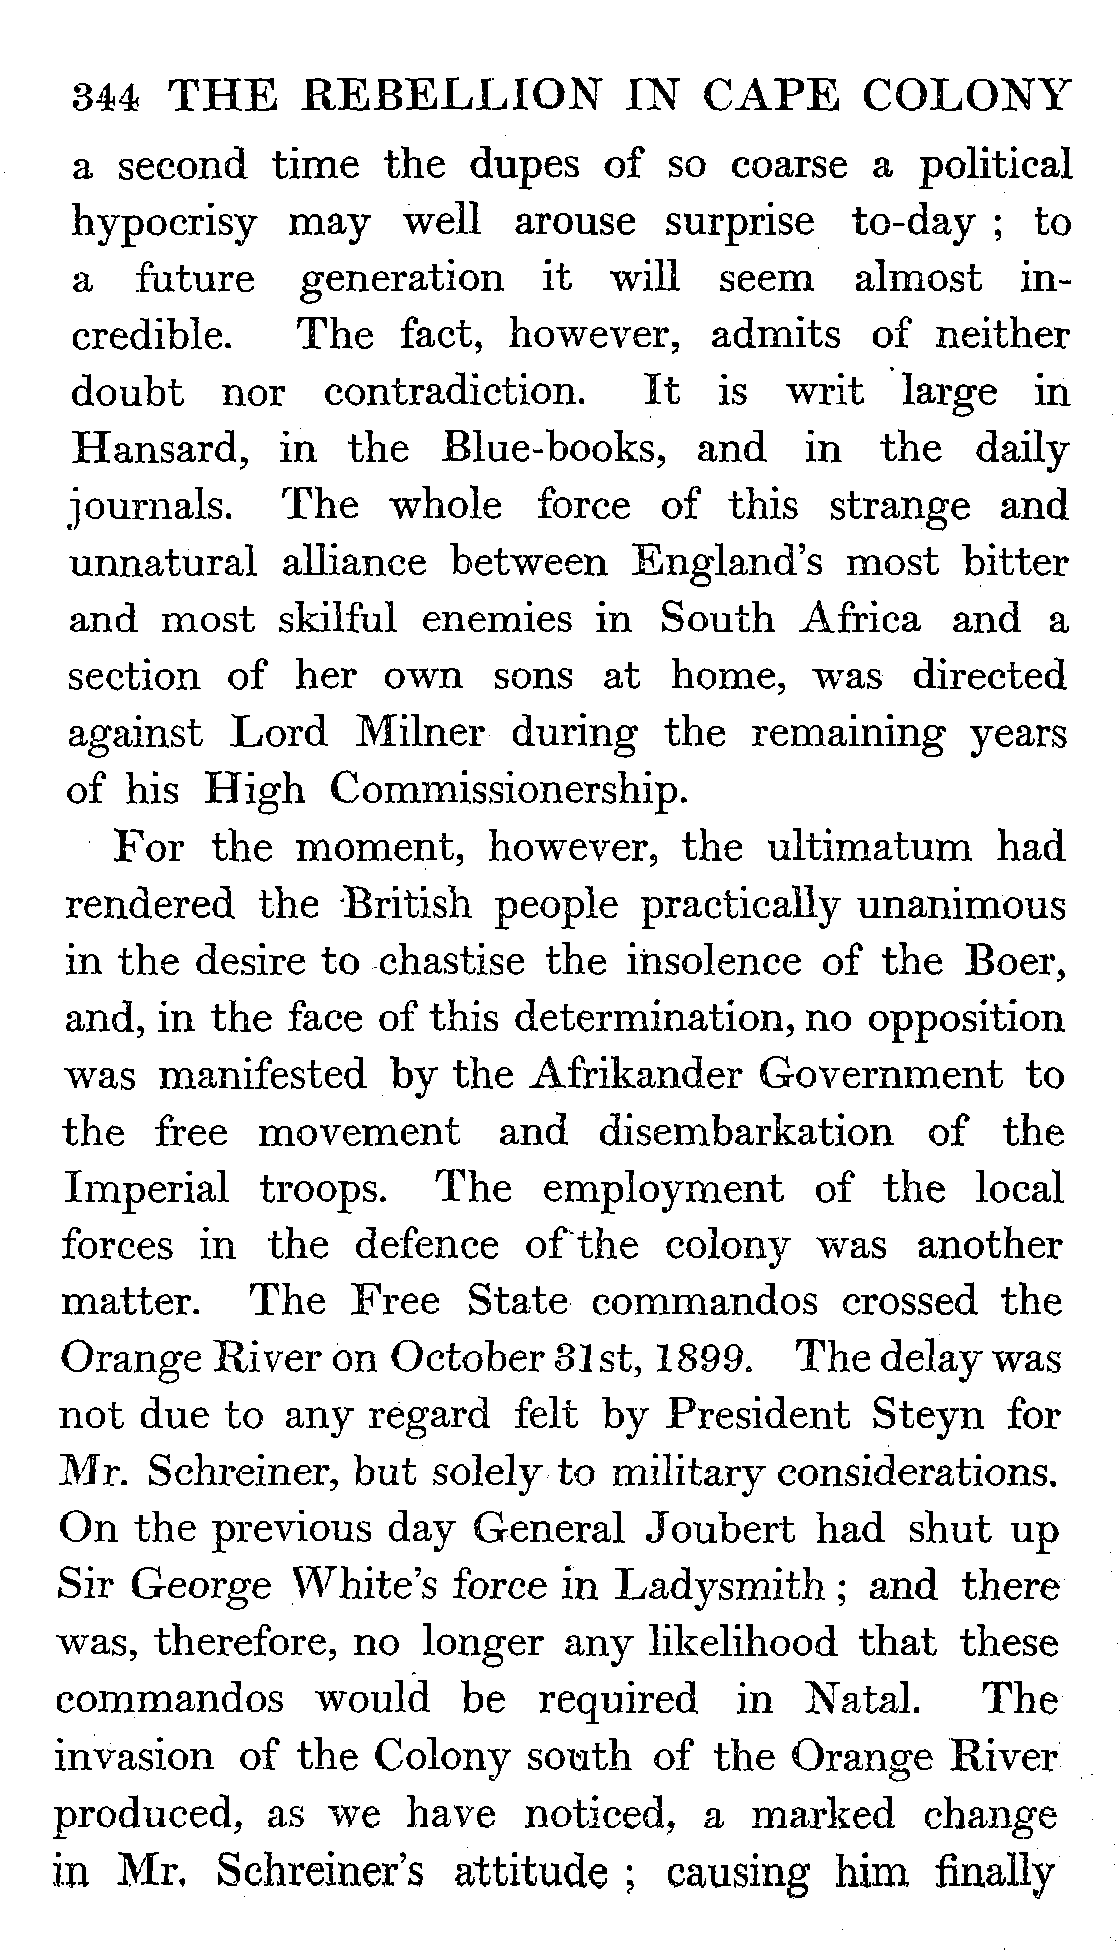 344 THE REBELLION IN CAPE COLONY
a second time the dupes of so coarse a political
hypocrisy may well arouse surprise to-day ; to
a future generation it will seem almost in-
credible. The fact, however, admits of neither
doubt nor contradiction. It is writ large in
Hansard, in the Blue-books, and in the daily
journals. The whole force of this strange and
unnatural alliance between England's most bitter
and most skilful enemies in South Africa and a
section of her own sons at home, was directed
against Lord Milner during the remaining years
of his High Commissionership.
For the moment, however, the ultimatum had
rendered the British people practically unanimous
in the desire to chastise the insolence of the Boer,
and, in the face of this determination, no opposition
was manifested by the Afrikander Government to
the free movement and disembarkation of the
Imperial troops. The employment of the local
forces in the defence of the colony was another
matter. The Free State commandos crossed the
Orange River on October 31st, 1899. The delay was
not due to any regard felt by President Steyn for
Mr. Schreiner, but solely to military considerations.
On the previous day General Joubert had shut up
Sir George White's force in Ladysmith ; and there
was, therefore, no longer any likelihood that these
commandos would be required in Natal. The
invasion of the Colony south of the Orange River
produced, as we have noticed, a marked change
in Mr. Schreiner's attitude ; causing him finally